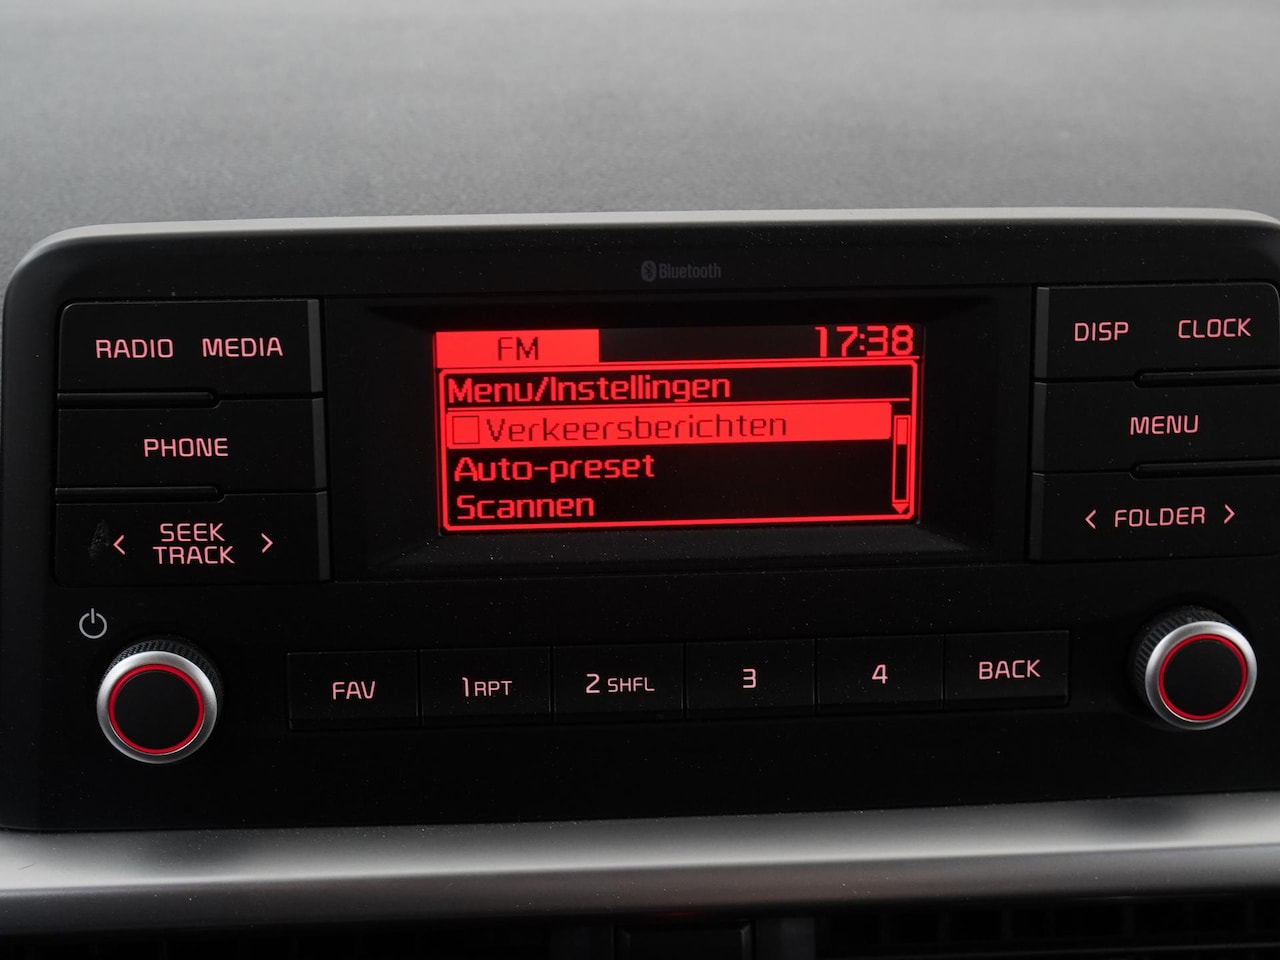 Bluetooth
RADIO MEDIA
PHONE
< SEEK TRACK >
FM 17:38
Menu/Instellingen
Verkeersberichten
Auto-preset
Scannen
DISP CLOCK
MENU
< FOLDER >
FAV 1 RPT 2 SHFL 3 4 BACK